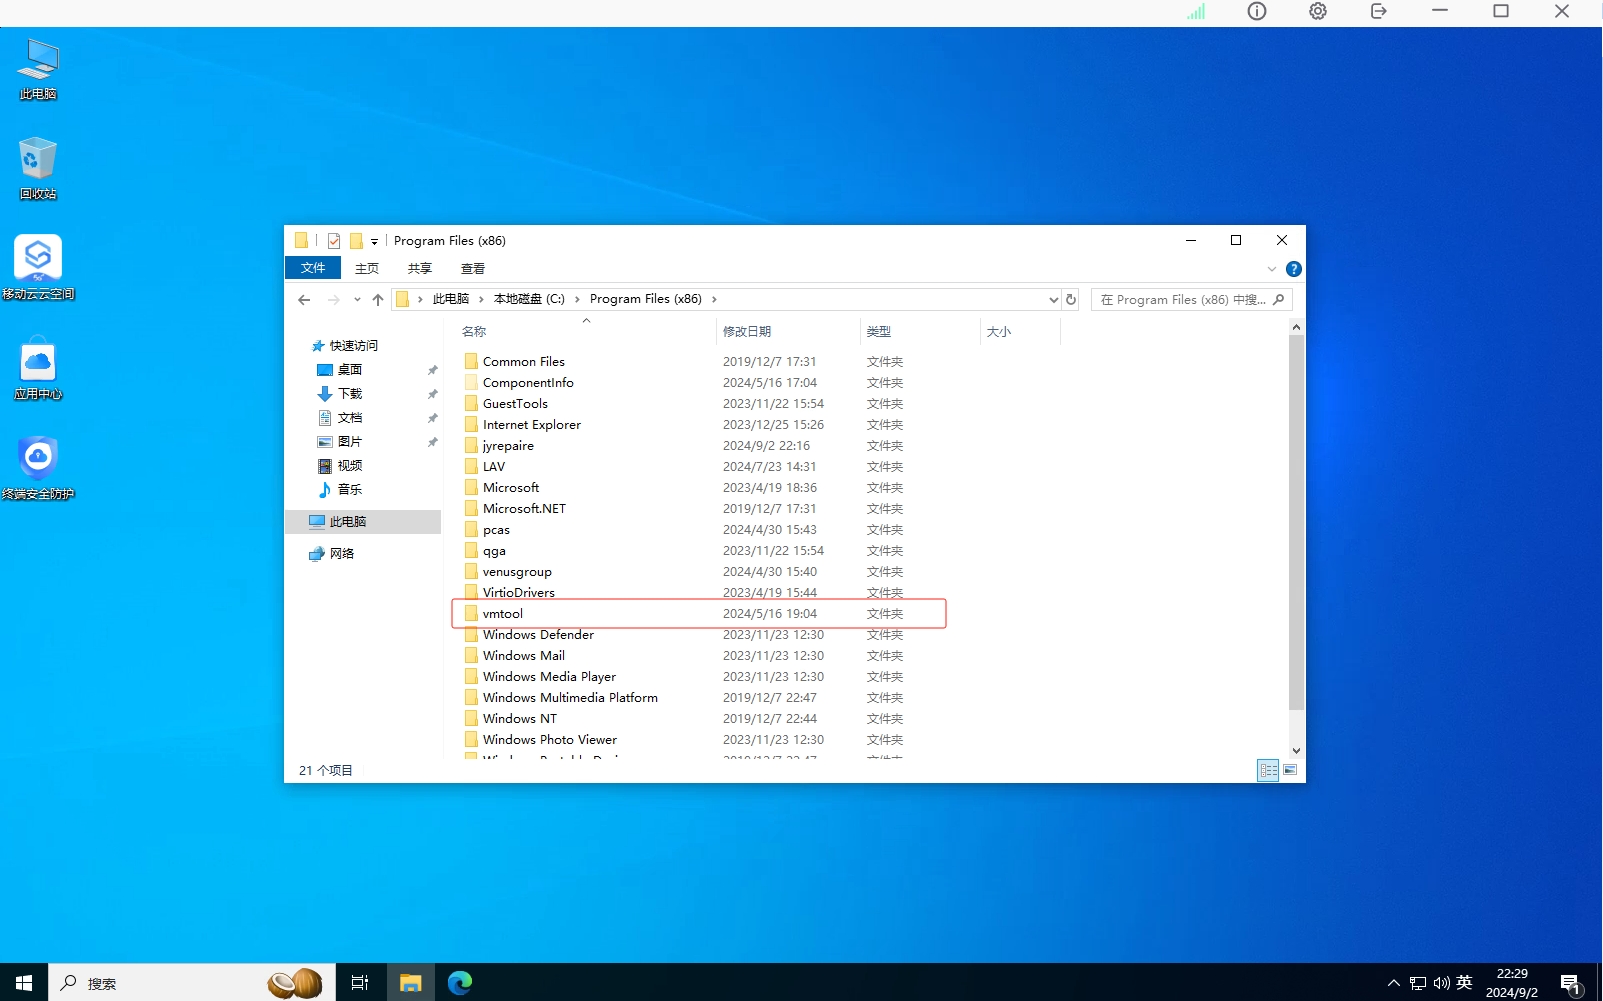 此电脑
回收站
移动云云空间
应用中心
终端安全防护
Program Files (x86)
文件 主页 共享 查看
此电脑 本地磁盘 (C:) Program Files (x86)
在 Program Files (x86) 中搜...
名称 修改日期 类型 大小
快速访问
桌面
下载
文档
图片
视频
音乐
此电脑
网络
Common Files 2019/12/7 17:31 文件夹
ComponentInfo 2024/5/16 17:04 文件夹
GuestTools 2023/11/22 15:54 文件夹
Internet Explorer 2023/12/25 15:26 文件夹
jyrepaire 2024/9/2 22:16 文件夹
LAV 2024/7/23 14:31 文件夹
Microsoft 2023/4/19 18:36 文件夹
Microsoft.NET 2019/12/7 17:31 文件夹
pcas 2024/4/30 15:43 文件夹
qga 2023/11/22 15:54 文件夹
venusgroup 2024/4/30 15:40 文件夹
VirtioDrivers 2023/4/19 15:44 文件夹
vmtool 2024/5/16 19:04 文件夹
Windows Defender 2023/11/23 12:30 文件夹
Windows Mail 2023/11/23 12:30 文件夹
Windows Media Player 2023/11/23 12:30 文件夹
Windows Multimedia Platform 2019/12/7 22:47 文件夹
Windows NT 2019/12/7 22:44 文件夹
Windows Photo Viewer 2023/11/23 12:30 文件夹
21 个项目
搜索
英
22:29
2024/9/2
1